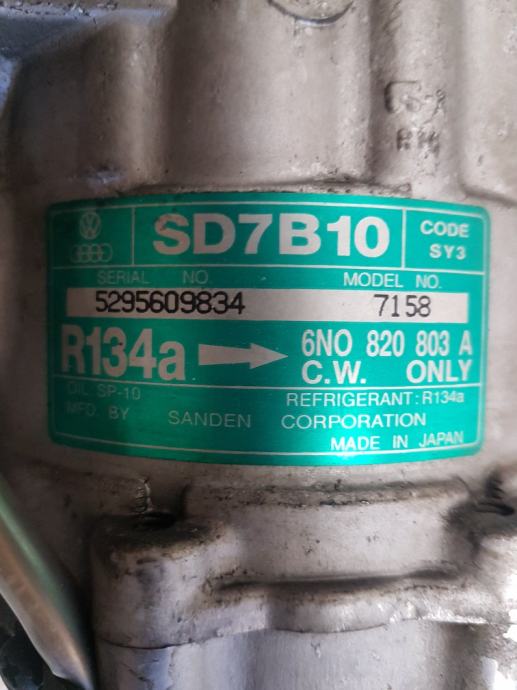 SD7B10
CODE
SY3
SERIAL NO.
MODEL NO.
5295609834
7158
R134a
6N0 820 803 A
C.W. ONLY
OIL SP-10
REFRIGERANT: R134a
MFD. BY SANDEN CORPORATION
MADE IN JAPAN